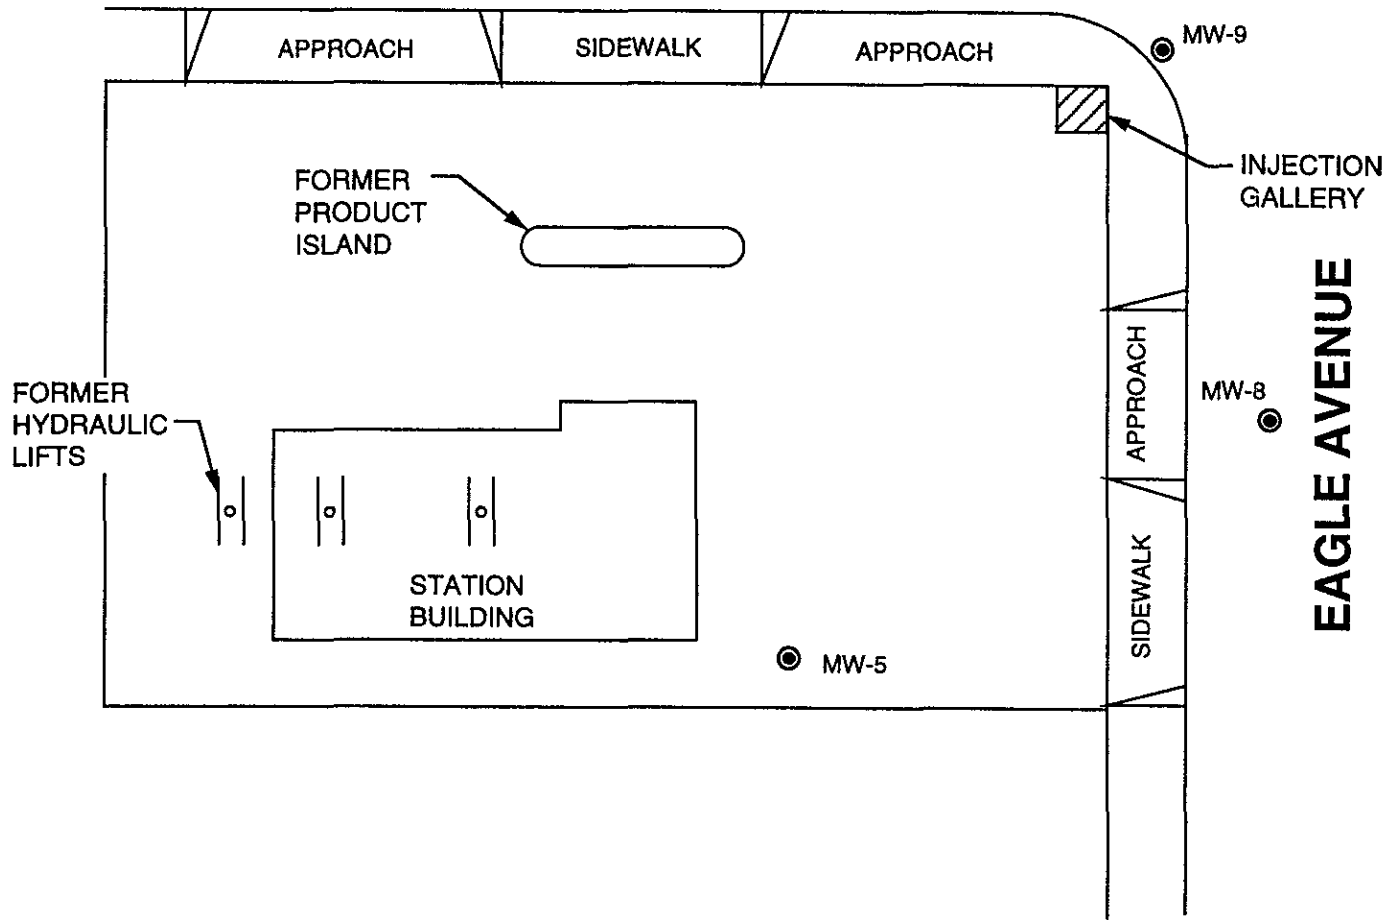 APPROACH
SIDEWALK
APPROACH
MW-9
INJECTION
GALLERY
FORMER
PRODUCT
ISLAND
EAGLE AVENUE
APPROACH
MW-8
FORMER
HYDRAULIC
LIFTS
SIDEWALK
STATION
BUILDING
MW-5